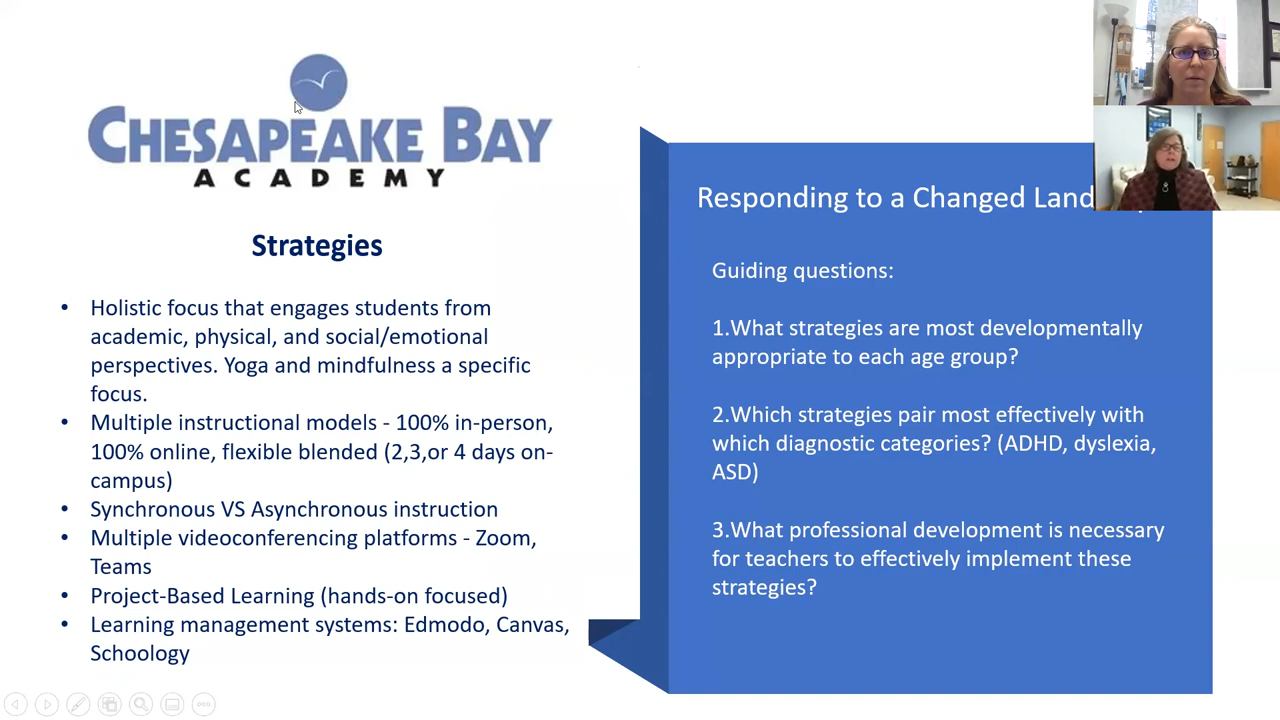 CHESAPEAKE BAY
ACADEMY
Strategies
• Holistic focus that engages students from
academic, physical, and social/emotional
perspectives. Yoga and mindfulness a specific
focus.
• Multiple instructional models - 100% in-person,
100% online, flexible blended (2,3,or 4 days on-
campus)
• Synchronous VS Asynchronous instruction
• Multiple videoconferencing platforms - Zoom,
Teams
• Project-Based Learning (hands-on focused)
• Learning management systems: Edmodo, Canvas,
Schoology
Responding to a Changed Land
Guiding questions:
1.What strategies are most developmentally
appropriate to each age group?
2.Which strategies pair most effectively with
which diagnostic categories? (ADHD, dyslexia,
ASD)
3.What professional development is necessary
for teachers to effectively implement these
strategies?